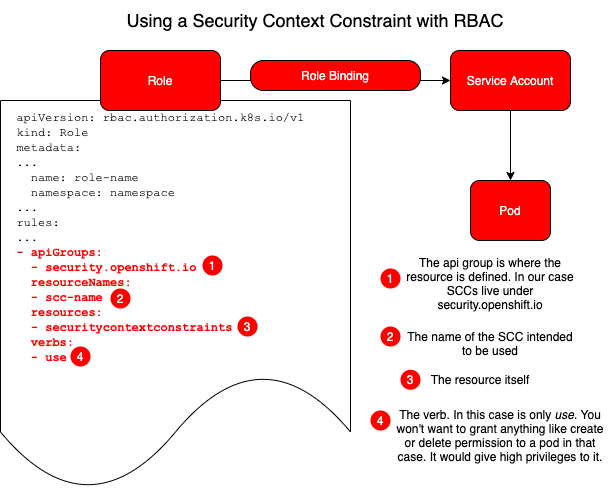 Using a Security Context Constraint with RBAC
Role
Role Binding
Service Account
apiVersion: rbac.authorization.k8s.io/v1
kind: Role
metadata:
...
  name: role-name
  namespace: namespace
...
rules:
...
- apiGroups:
  - security.openshift.io 1
  resourceNames:
  - scc-name 2
  resources:
  - securitycontextconstraints 3
  verbs:
  - use 4
Pod
1
The api group is where the
resource is defined. In our case
SCCs live under
security.openshift.io
2
The name of the SCC intended
to be used
3 The resource itself
4
The verb. In this case is only use. You
won't want to grant anything like create
or delete permission to a pod in that
case. It would give high privileges to it.